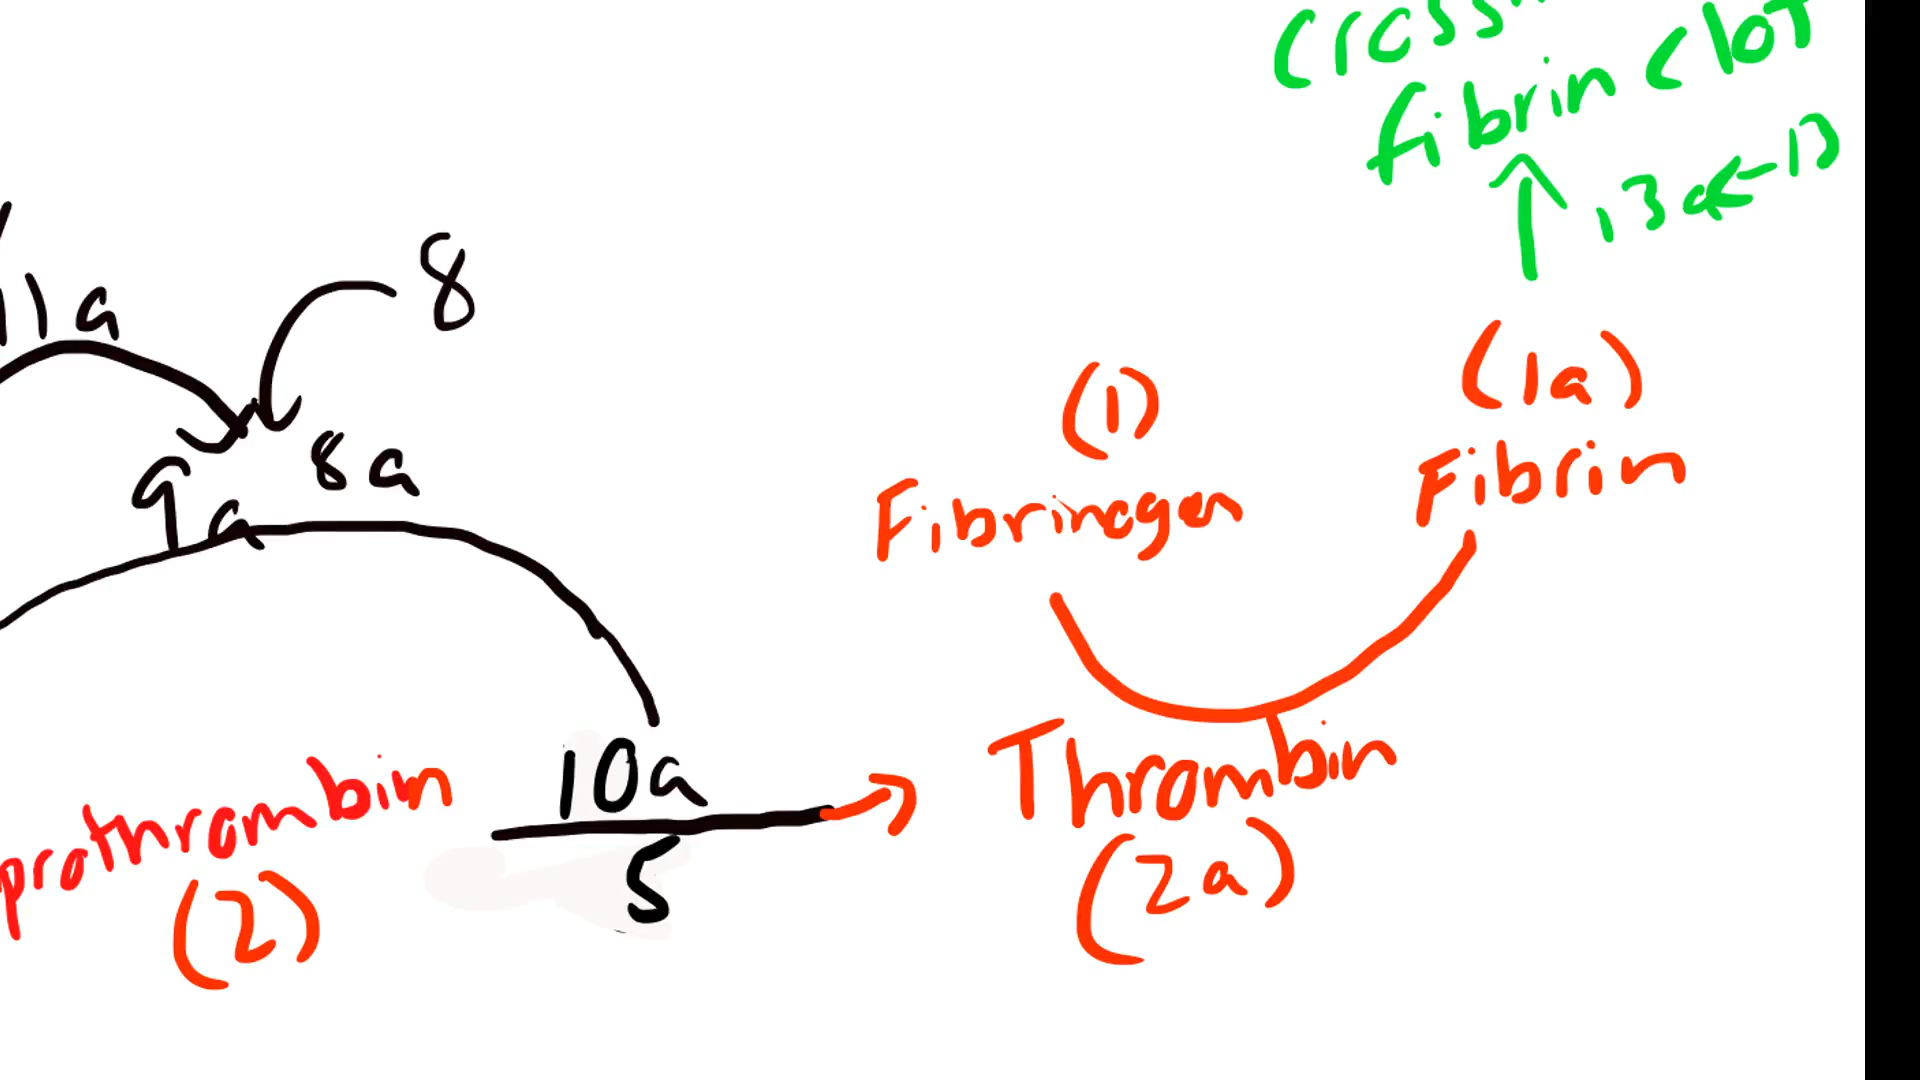 fibrin clot
13a ← 13
8
11a
(1)
(1a)
9a
8a
Fibrinogen
Fibrin
10a
5
prothrombin
(2)
Thrombin
(2a)